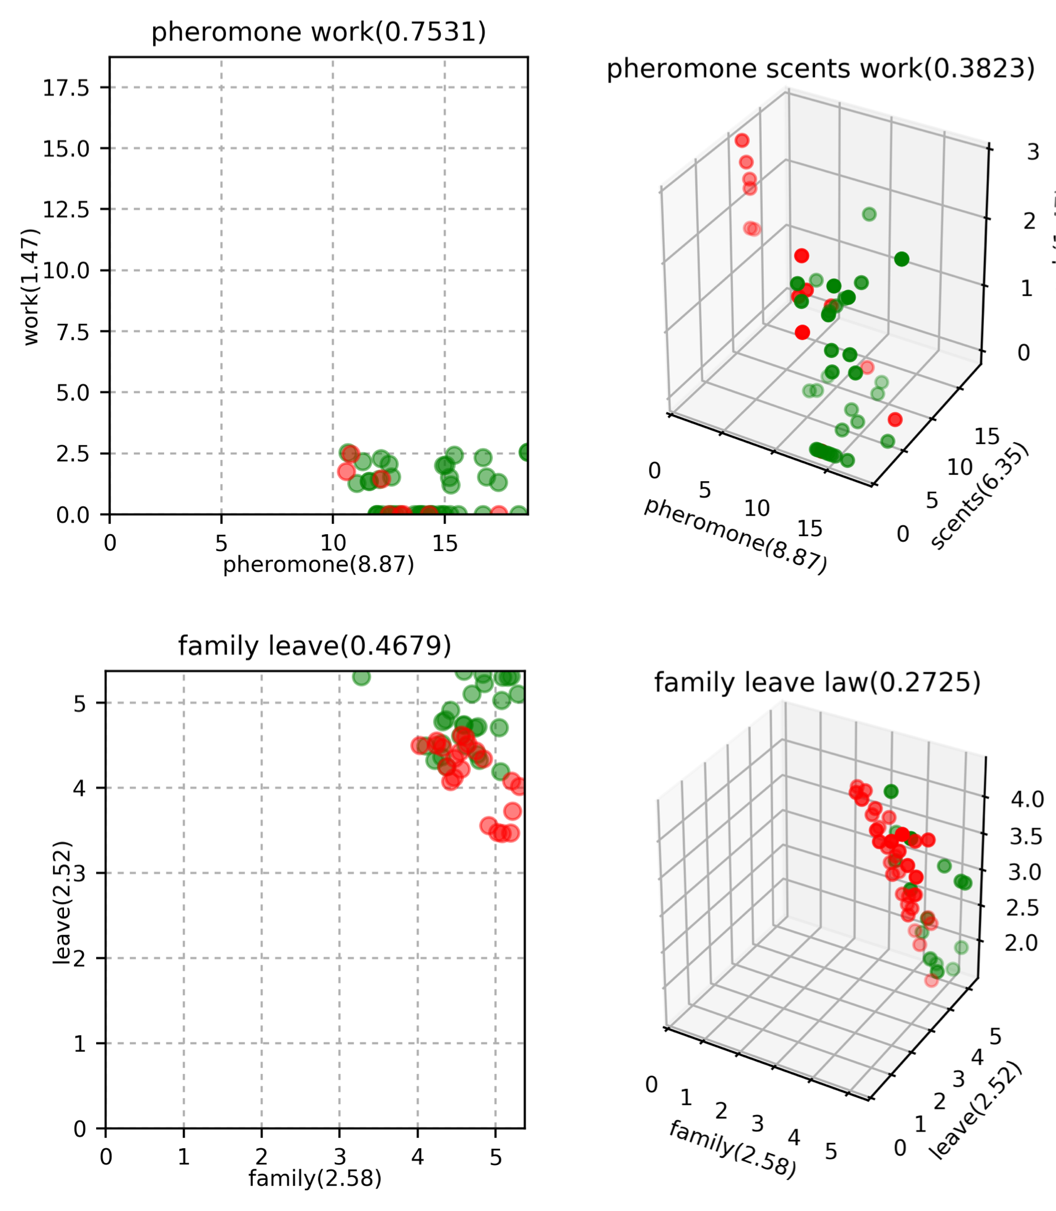 pheromone work(0.7531)
17.5
15.0
12.5
10.0
7.5
5.0
2.5
0.0
work(1.47)
0 5 10 15
pheromone(8.87)
pheromone scents work(0.3823)
3
2
1
0
0 5 10 15
pheromone(8.87)
0 5 10 15
scents(6.35)
family leave(0.4679)
5
4
3
2
1
0
leave(2.52)
0 1 2 3 4 5
family(2.58)
family leave law(0.2725)
4.0
3.5
3.0
2.5
2.0
0 1 2 3 4 5
family(2.58)
0 1 2 3 4 5
leave(2.52)